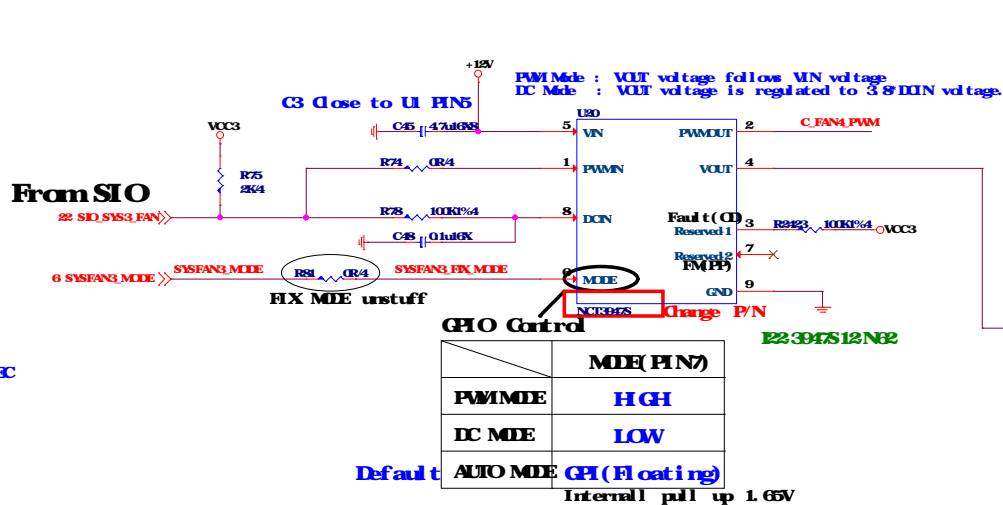 +12V
PWM Mode : VOUT voltage follows VIN voltage
DC Mode : VOUT voltage is regulated to 3.8*DCIN voltage.
C3 Close to U1 PIN5
U20
VCC3
C45 4.7u16X8
5
VIN
PWMOUT
2
C_FAN4_PWM
R74 0R/4
1
PWMIN
VOUT
4
R75
2K/4
From SIO
22 SIO_SYS3_FAN
R78 100K1%4
8
DCIN
Fault(OD)
Reserved-1
3
R2423 100K1%4
VCC3
C48 0.1u16X
Reserved-2
7
FM(PP)
6 SYSFAN3_MODE
SYSFAN3_MODE
R81 0R/4
SYSFAN3_FIX_MODE
MODE
GND
9
FIX MODE unstuff
NCT3947S
Change P/N
GPIO Control
I22-3947S12-N62
MODE(PIN7)
EC
PWM MODE HIGH
DC MODE LOW
Default AUTO MODE GPI(Floating)
Internall pull up 1.65V